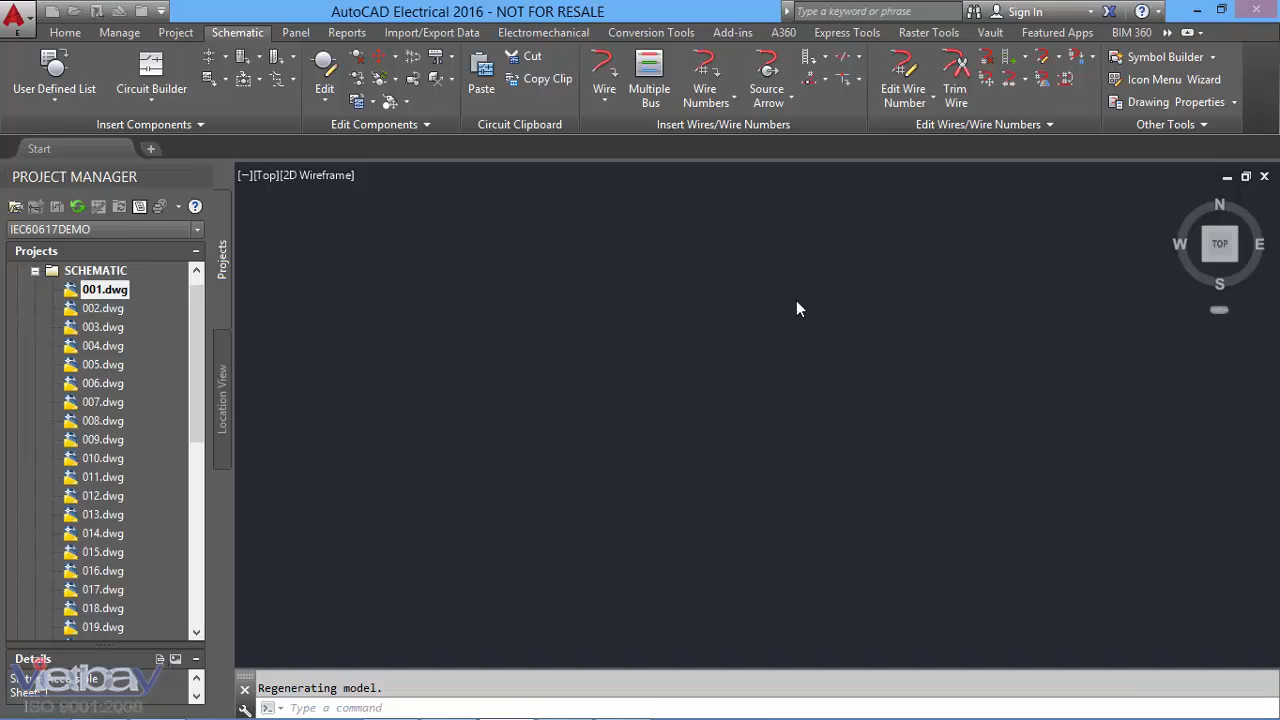 AutoCAD Electrical 2016 - NOT FOR RESALE
Type a keyword or phrase
Sign In
Home Manage Project Schematic Panel Reports Import/Export Data Electromechanical Conversion Tools Add-ins A360 Express Tools Raster Tools Vault Featured Apps BIM 360
User Defined List
Circuit Builder
Insert Components
Edit
Edit Components
Paste
Cut
Copy Clip
Circuit Clipboard
Wire
Multiple
Bus
Wire
Numbers
Source
Arrow
Insert Wires/Wire Numbers
Edit Wire
Number
Trim
Wire
Edit Wires/Wire Numbers
Symbol Builder
Icon Menu Wizard
Drawing Properties
Other Tools
Start
PROJECT MANAGER
IEC60617DEMO
Projects
SCHEMATIC
001.dwg
002.dwg
003.dwg
004.dwg
005.dwg
006.dwg
007.dwg
008.dwg
009.dwg
010.dwg
011.dwg
012.dwg
013.dwg
014.dwg
015.dwg
016.dwg
017.dwg
018.dwg
019.dwg
Projects
Location View
Details
Sheet: 1
vietbay
ISO 9001:2008
[−][Top][2D Wireframe]
N
W TOP E
S
Regenerating model.
Type a command